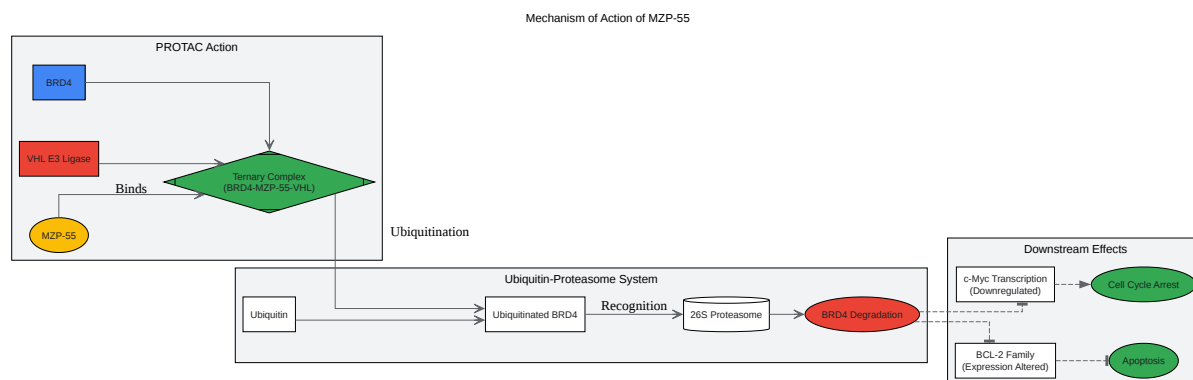 Mechanism of Action of MZP-55
PROTAC Action
BRD4
VHL E3 Ligase
Ternary Complex
(BRD4-MZP-55-VHL)
Binds
MZP-55
Ubiquitination
Ubiquitin-Proteasome System
Ubiquitin
Ubiquitinated BRD4
Recognition
26S Proteasome
BRD4 Degradation
Downstream Effects
c-Myc Transcription
(Downregulated)
Cell Cycle Arrest
BCL-2 Family
(Expression Altered)
Apoptosis